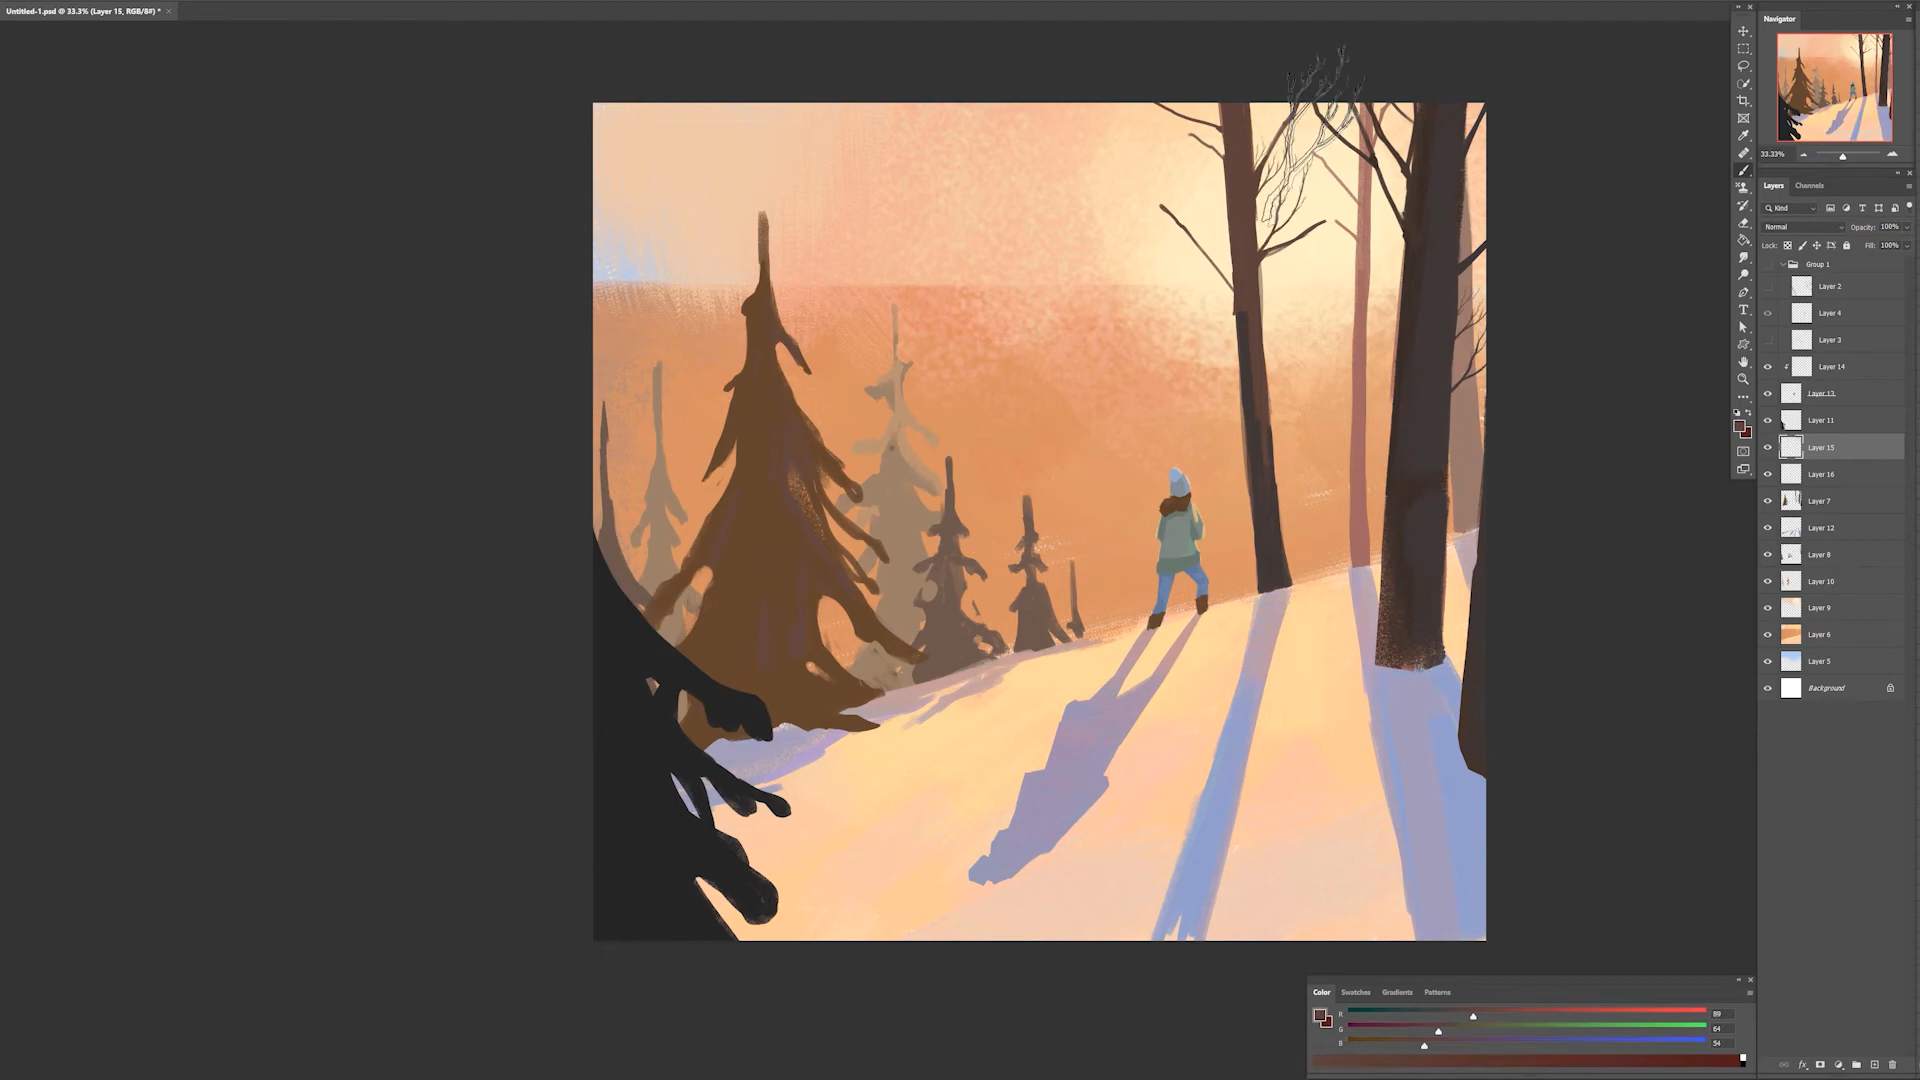 Untitled-1.psd @ 33.3% (Layer 15, RGB/8#) *
Navigator
33.33%
Layers Channels
Kind
Normal Opacity: 100%
Lock: Fill: 100%
Group 1
Layer 2
Layer 4
Layer 3
Layer 14
Layer 13
Layer 11
Layer 15
Layer 16
Layer 7
Layer 12
Layer 8
Layer 10
Layer 9
Layer 6
Layer 5
Background
Color Swatches Gradients Patterns
R 89
G 64
B 54
fx